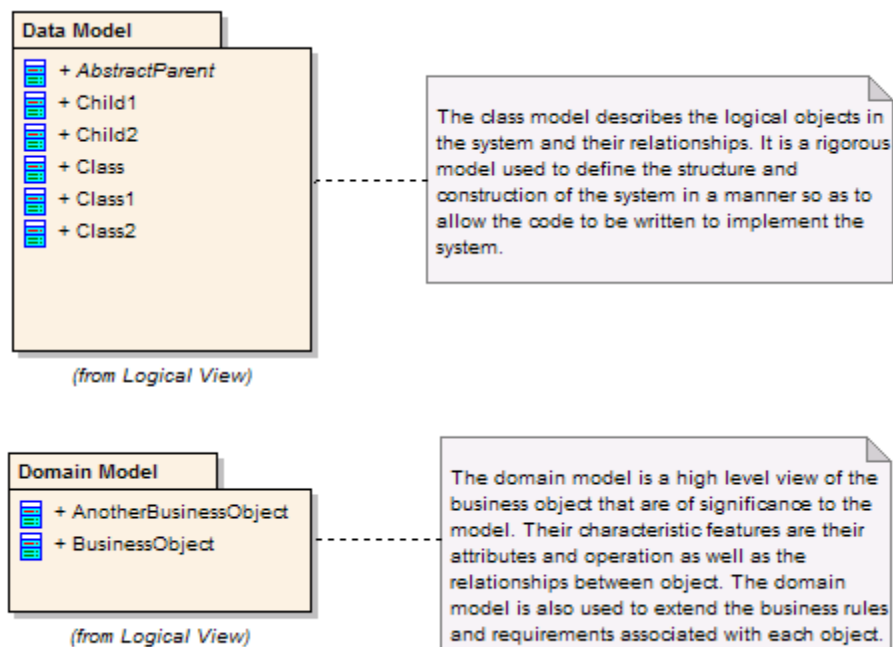 Data Model
+ AbstractParent
+ Child1
+ Child2
+ Class
+ Class1
+ Class2
(from Logical View)
The class model describes the logical objects in
the system and their relationships. It is a rigorous
model used to define the structure and
construction of the system in a manner so as to
allow the code to be written to implement the
system.
Domain Model
+ AnotherBusinessObject
+ BusinessObject
(from Logical View)
The domain model is a high level view of the
business object that are of significance to the
model. Their characteristic features are their
attributes and operation as well as the
relationships between object. The domain
model is also used to extend the business rules
and requirements associated with each object.